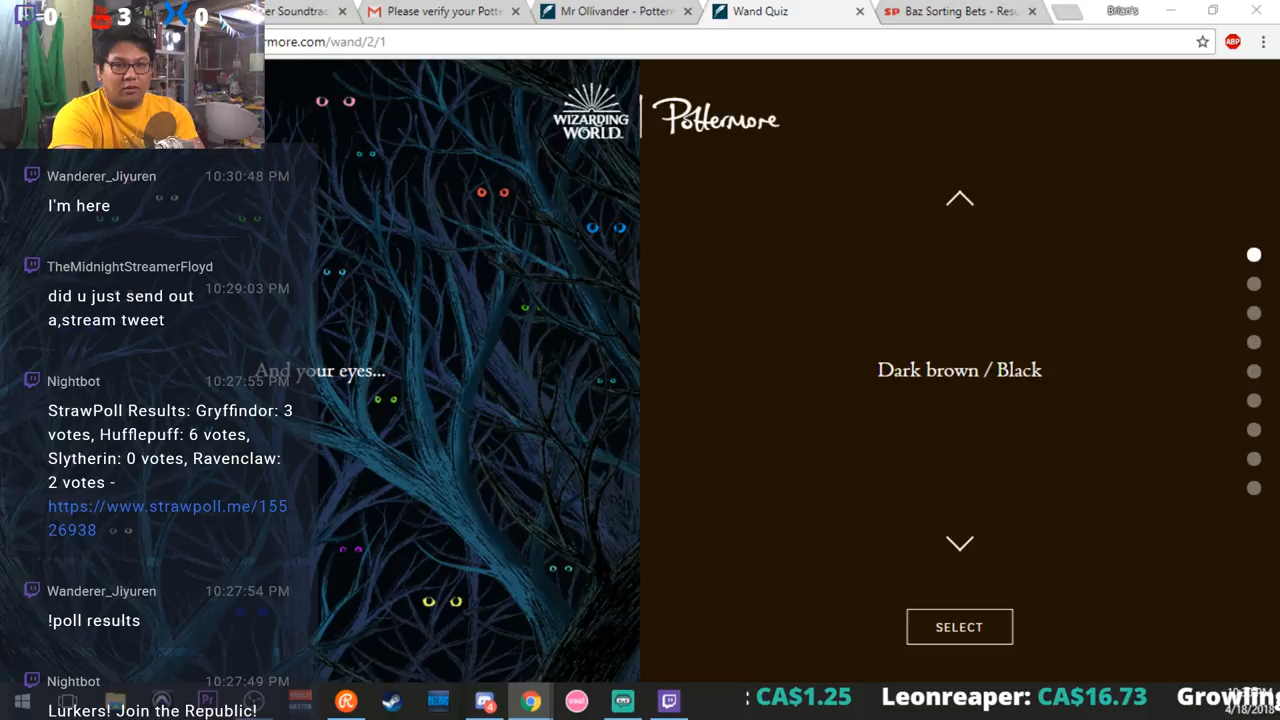 0 3 0
er Soundtrac
Please verify your Potte
Mr Ollivander - Potterm
Wand Quiz
Baz Sorting Bets - Resu
Brian's
ermore.com/wand/2/1
ABP
WIZARDING
WORLD
Pottermore
Wanderer_Jiyuren 10:30:48 PM
I'm here
TheMidnightStreamerFloyd
10:29:03 PM
did u just send out
a,stream tweet
Nightbot 10:27:55 PM
StrawPoll Results: Gryffindor: 3
votes, Hufflepuff: 6 votes,
Slytherin: 0 votes, Ravenclaw:
2 votes -
https://www.strawpoll.me/155
26938
Wanderer_Jiyuren 10:27:54 PM
!poll results
Nightbot 10:27:49 PM
Lurkers! Join the Republic!
And your eyes...
Dark brown / Black
SELECT
: CA$1.25 Leonreaper: CA$16.73 Growlin
4/18/2018